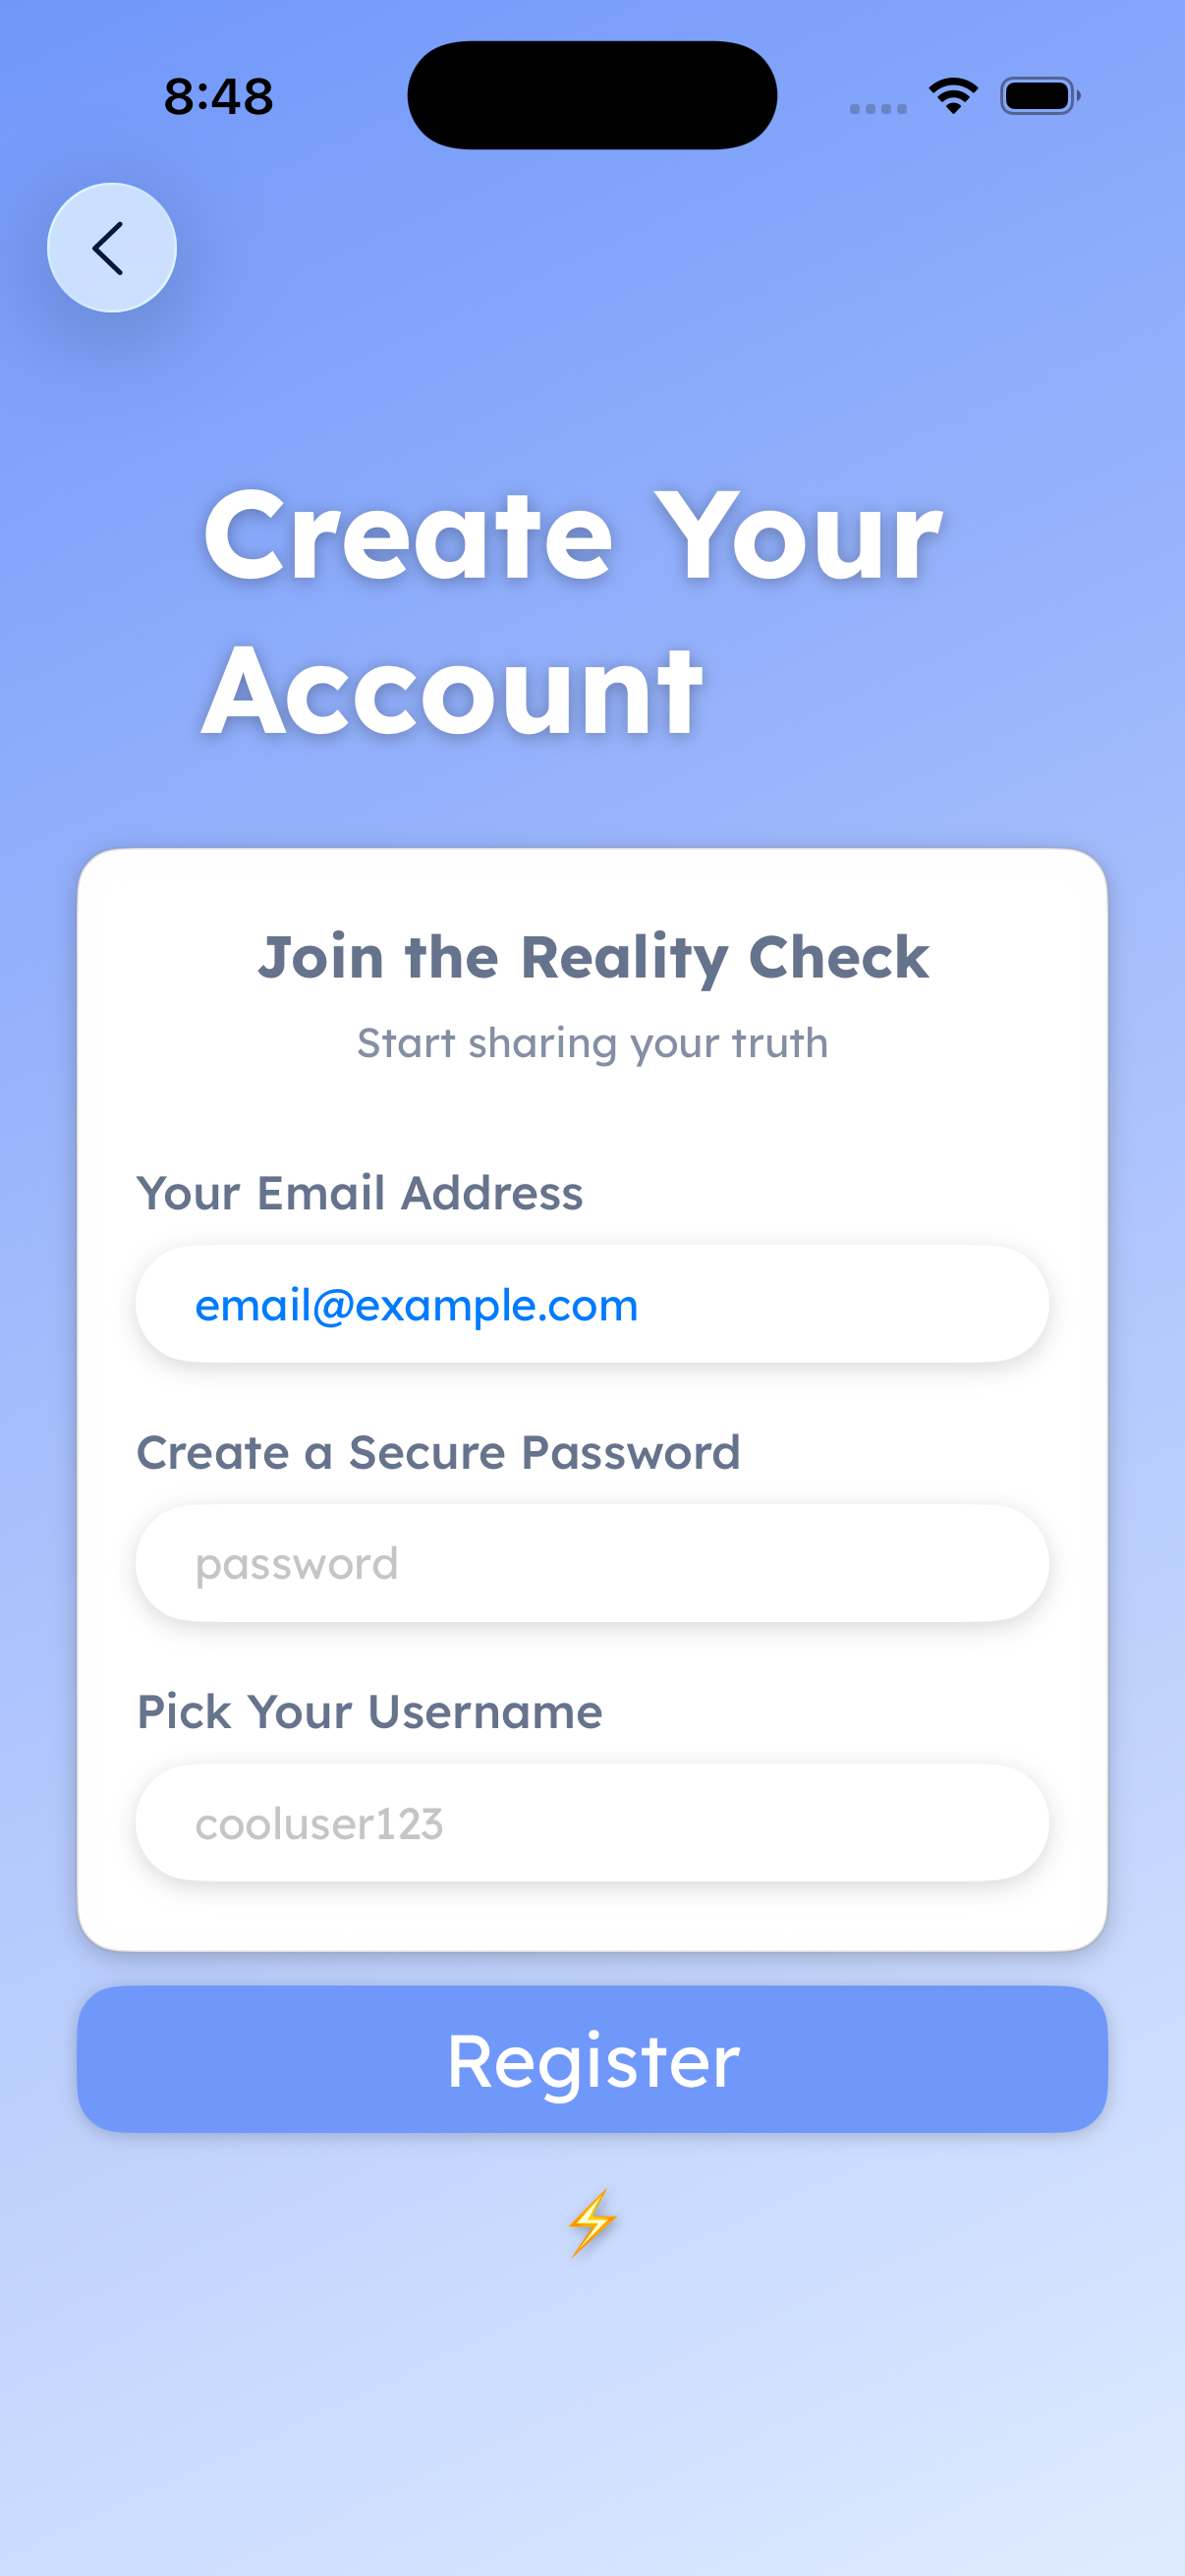 8:48
Create Your
Account
Join the Reality Check
Start sharing your truth
Your Email Address
email@example.com
Create a Secure Password
password
Pick Your Username
cooluser123
Register